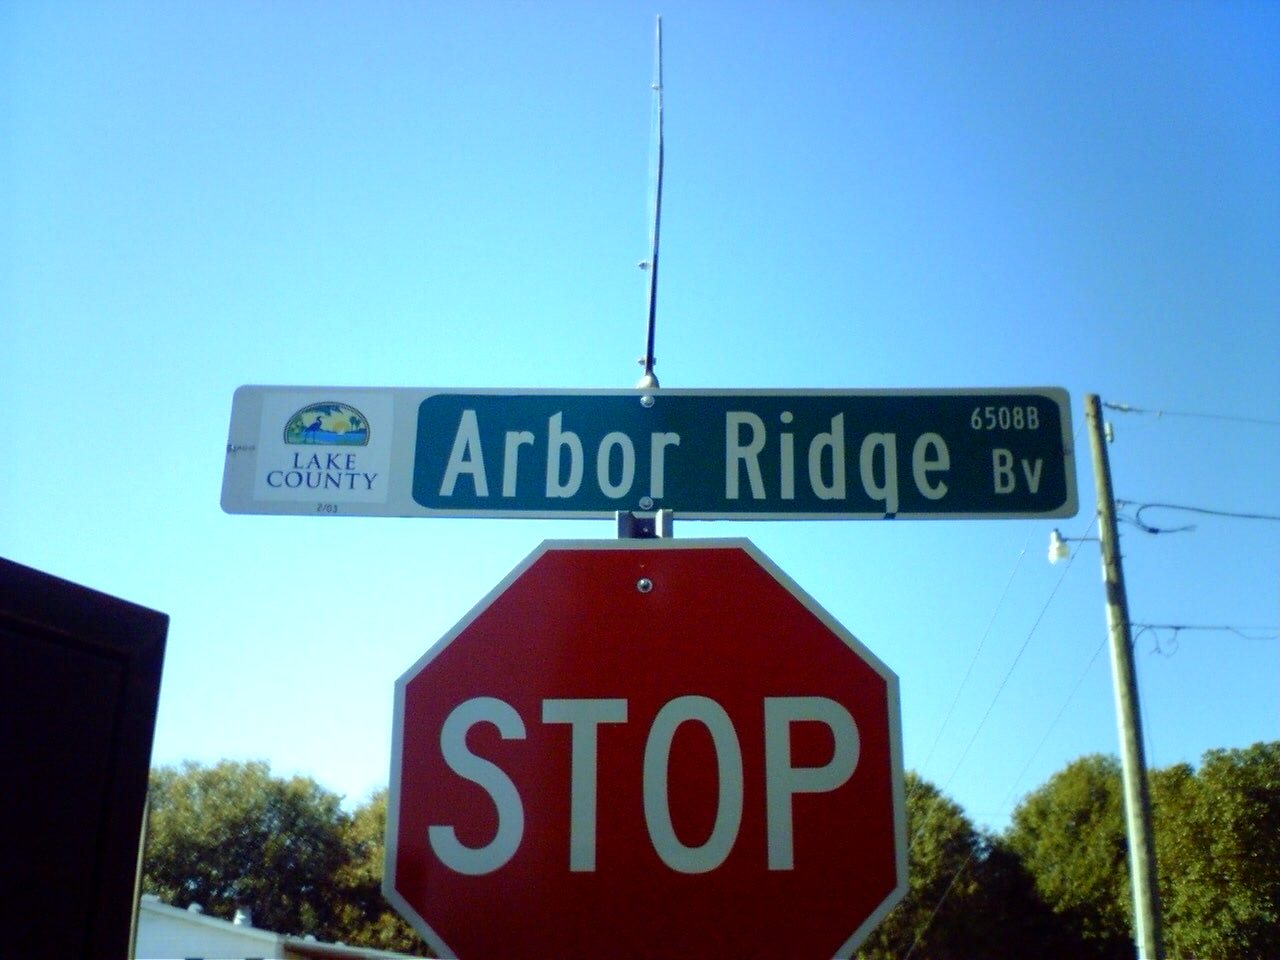 LAKE
COUNTY
2/03
Arbor Ridge
6508B
Bv
STOP